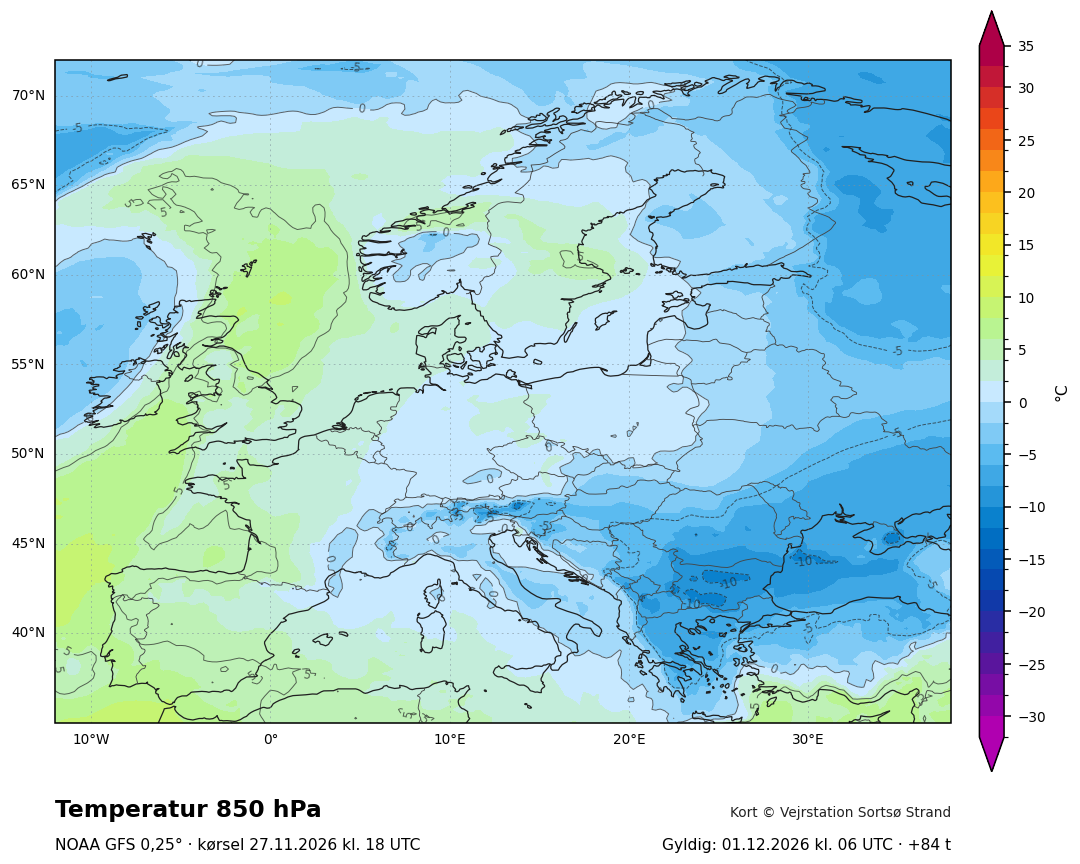 70°N
65°N
60°N
55°N
50°N
45°N
40°N
10°W
0°
10°E
20°E
30°E
35
30
25
20
15
10
5
0
−5
−10
−15
−20
−25
−30
°C
Temperatur 850 hPa
Kort © Vejrstation Sortsø Strand
NOAA GFS 0,25° · kørsel 27.11.2026 kl. 18 UTC
Gyldig: 01.12.2026 kl. 06 UTC · +84 t